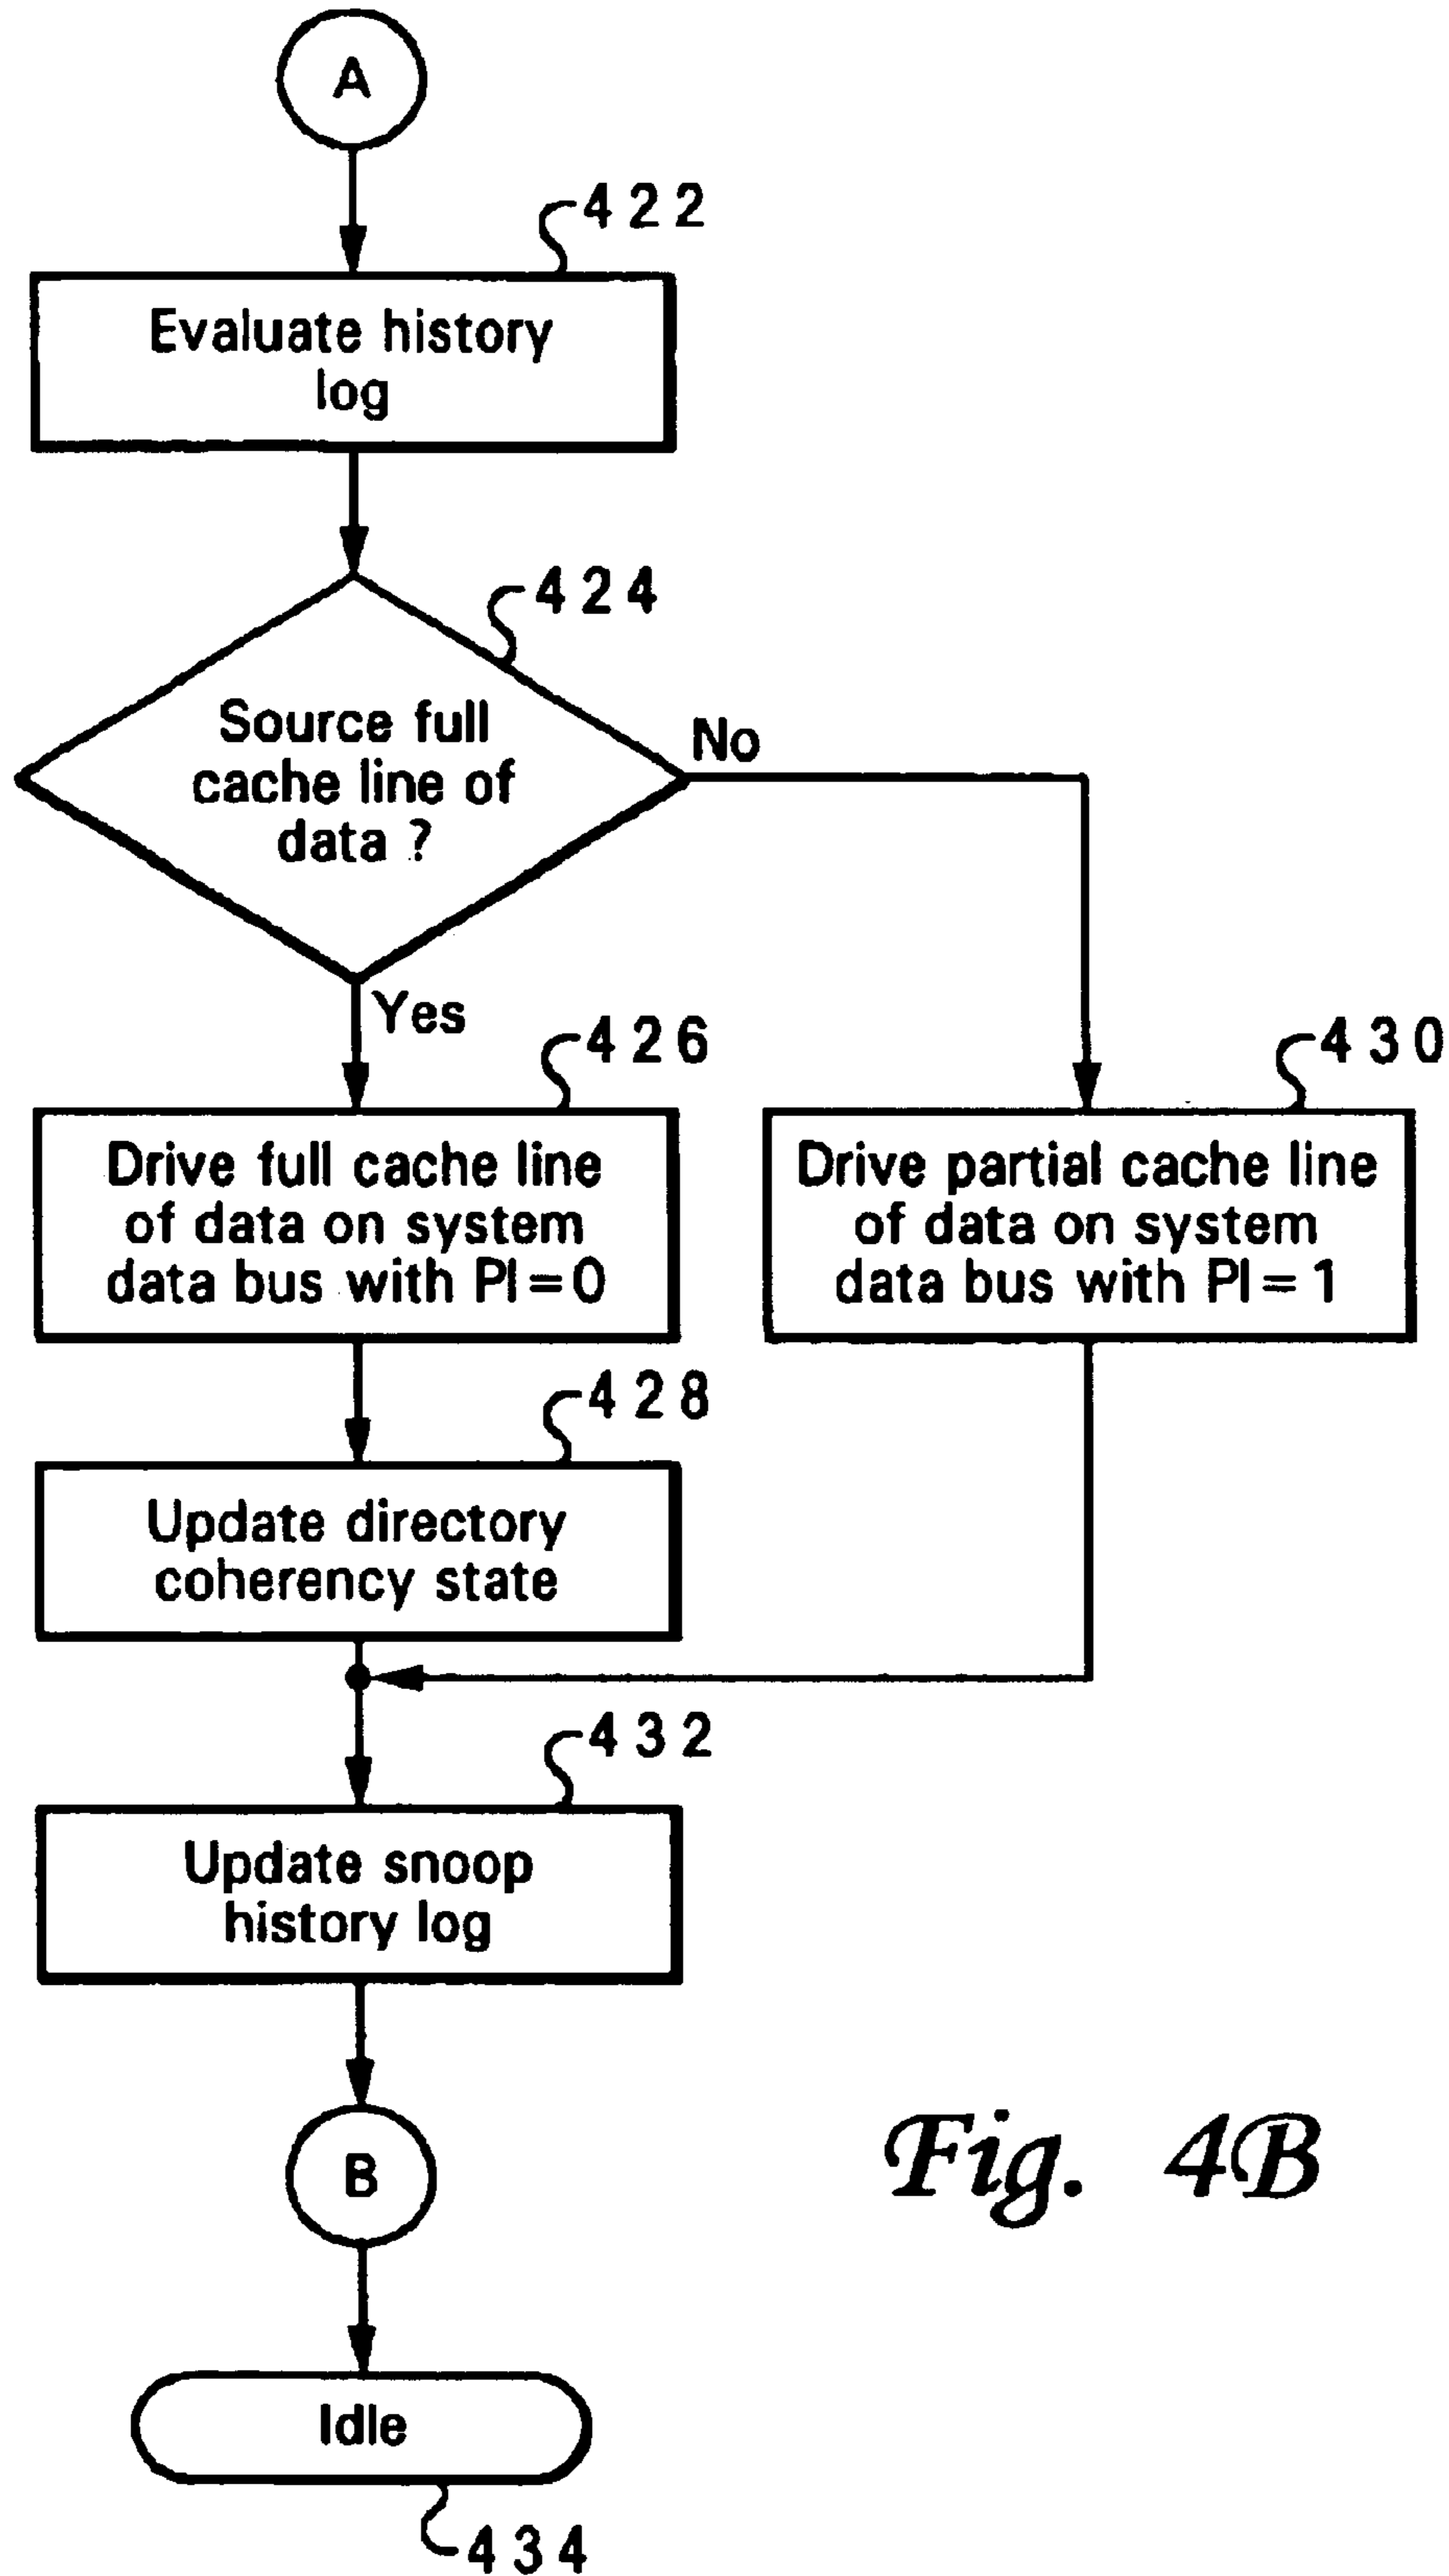 A
422
Evaluate history
log
424
Source full
cache line of
data ?
No
Yes
426
430
Drive full cache line
of data on system
data bus with PI=0
Drive partial cache line
of data on system
data bus with PI=1
428
Update directory
coherency state
432
Update snoop
history log
B
Fig. 4B
Idle
434